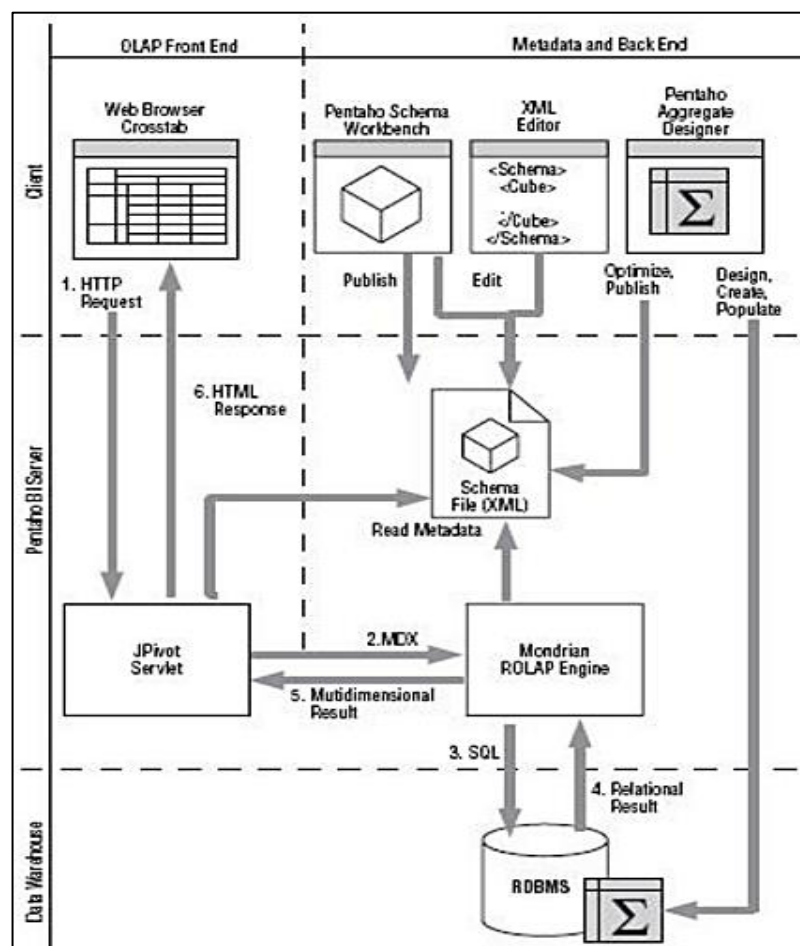 OLAP Front End
Metadata and Back End
Client
Web Browser
Crosstab
Pentaho Schema
Workbench
XML
Editor
<Schema>
<Cube>
</Cube>
</Schema>
Pentaho
Aggregate
Designer
Σ
1. HTTP
Request
Publish
Edit
Optimize,
Publish
Design,
Create,
Populate
Pentaho BI Server
6. HTML
Response
Schema
File (XML)
Read Metadata
JPivot
Servlet
2. MDX
Mondrian
ROLAP Engine
5. Mutidimensional
Result
3. SQL
4. Relational
Result
Data Warehouse
RDBMS
Σ